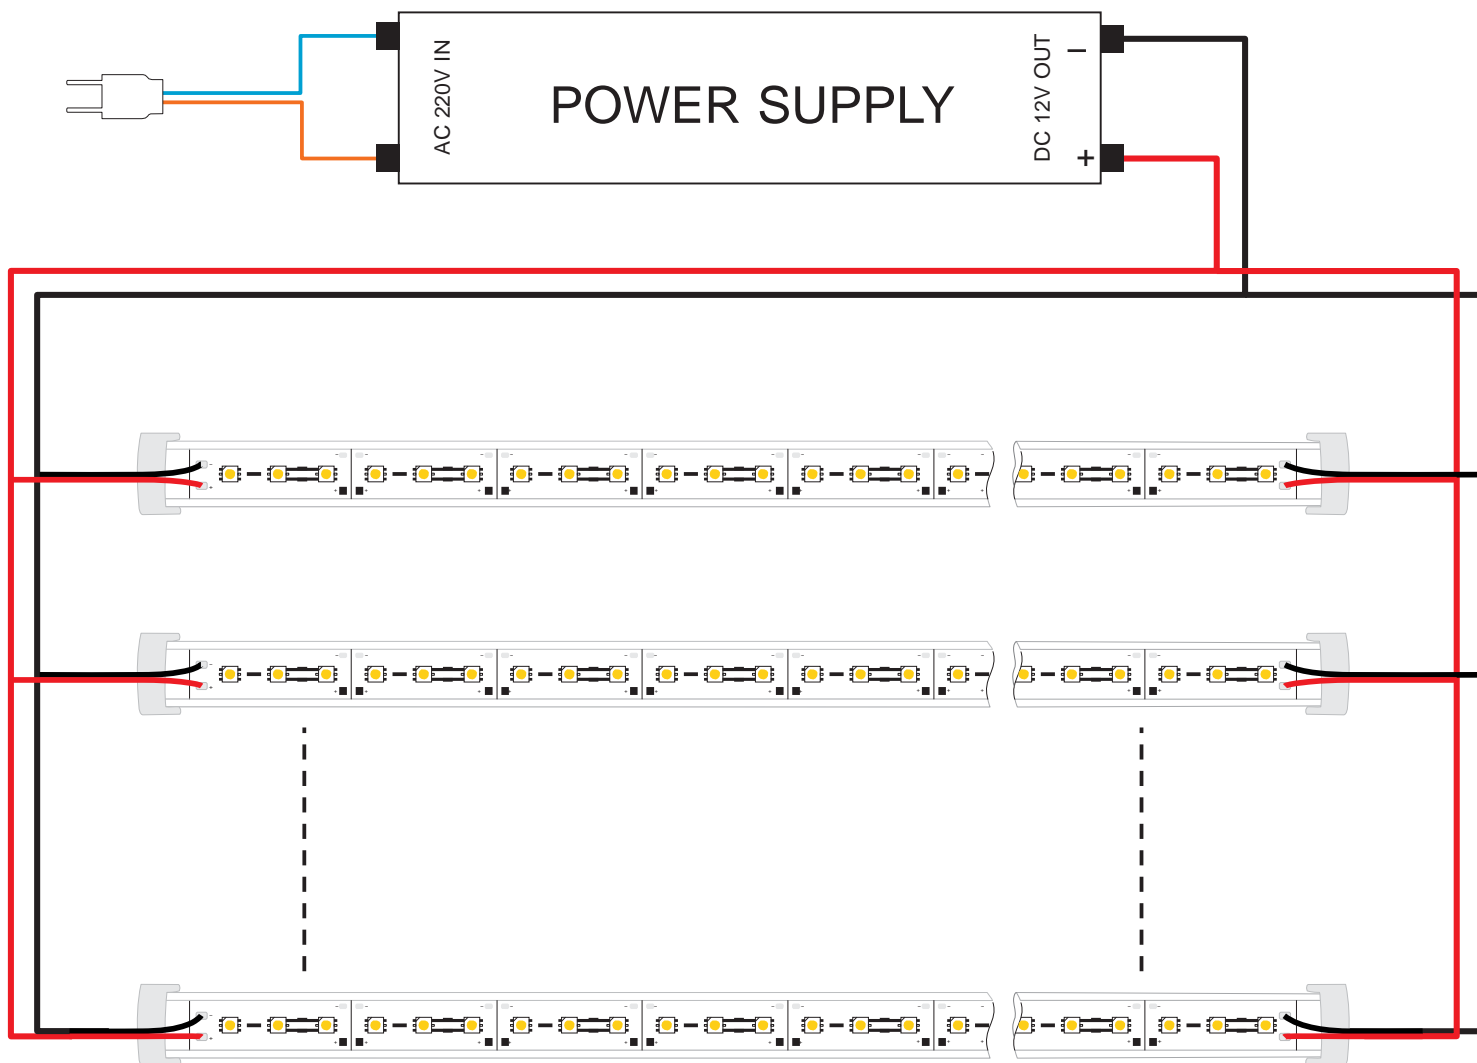 AC 220V IN
POWER SUPPLY
DC 12V OUT
−
+